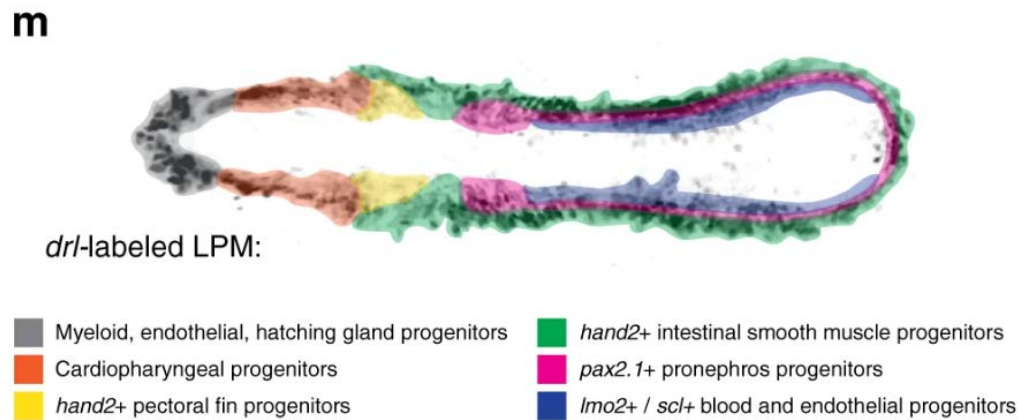 m
drl-labeled LPM:
Myeloid, endothelial, hatching gland progenitors
Cardiopharyngeal progenitors
hand2+ pectoral fin progenitors
hand2+ intestinal smooth muscle progenitors
pax2.1+ pronephros progenitors
lmo2+ / scl+ blood and endothelial progenitors